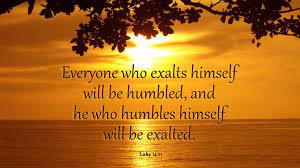 Everyone who exalts himself
will be humbled, and
he who humbles himself
will be exalted.
Luke 14:11